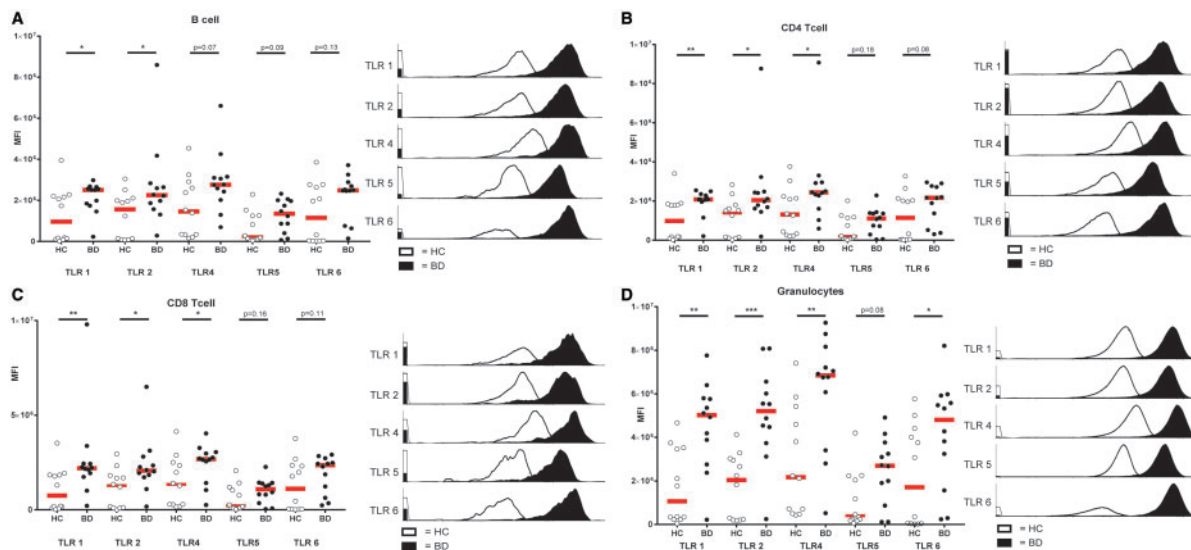 A
B cell
1×10⁷
8×10⁶
6×10⁶
4×10⁶
2×10⁶
0
MFI
* * p=0.07 p=0.09 p=0.13
HC BD HC BD HC BD HC BD HC BD
TLR 1 TLR 2 TLR4 TLR5 TLR 6
TLR 1
TLR 2
TLR 4
TLR 5
TLR 6
= HC
= BD
B
CD4 Tcell
1×10⁷
8×10⁶
6×10⁶
4×10⁶
2×10⁶
0
MFI
** * * p=0.18 p=0.08
HC BD HC BD HC BD HC BD HC BD
TLR 1 TLR 2 TLR4 TLR5 TLR 6
TLR 1
TLR 2
TLR 4
TLR 5
TLR 6
= HC
= BD
C
CD8 Tcell
1×10⁷
5×10⁶
0
MFI
** * * p=0.16 p=0.11
HC BD HC BD HC BD HC BD HC BD
TLR 1 TLR 2 TLR4 TLR5 TLR 6
TLR 1
TLR 2
TLR 4
TLR 5
TLR 6
= HC
= BD
D
Granulocytes
1×10⁷
8×10⁶
6×10⁶
4×10⁶
2×10⁶
0
MFI
** *** ** p=0.08 *
HC BD HC BD HC BD HC BD HC BD
TLR 1 TLR 2 TLR4 TLR5 TLR 6
TLR 1
TLR 2
TLR 4
TLR 5
TLR 6
= HC
= BD